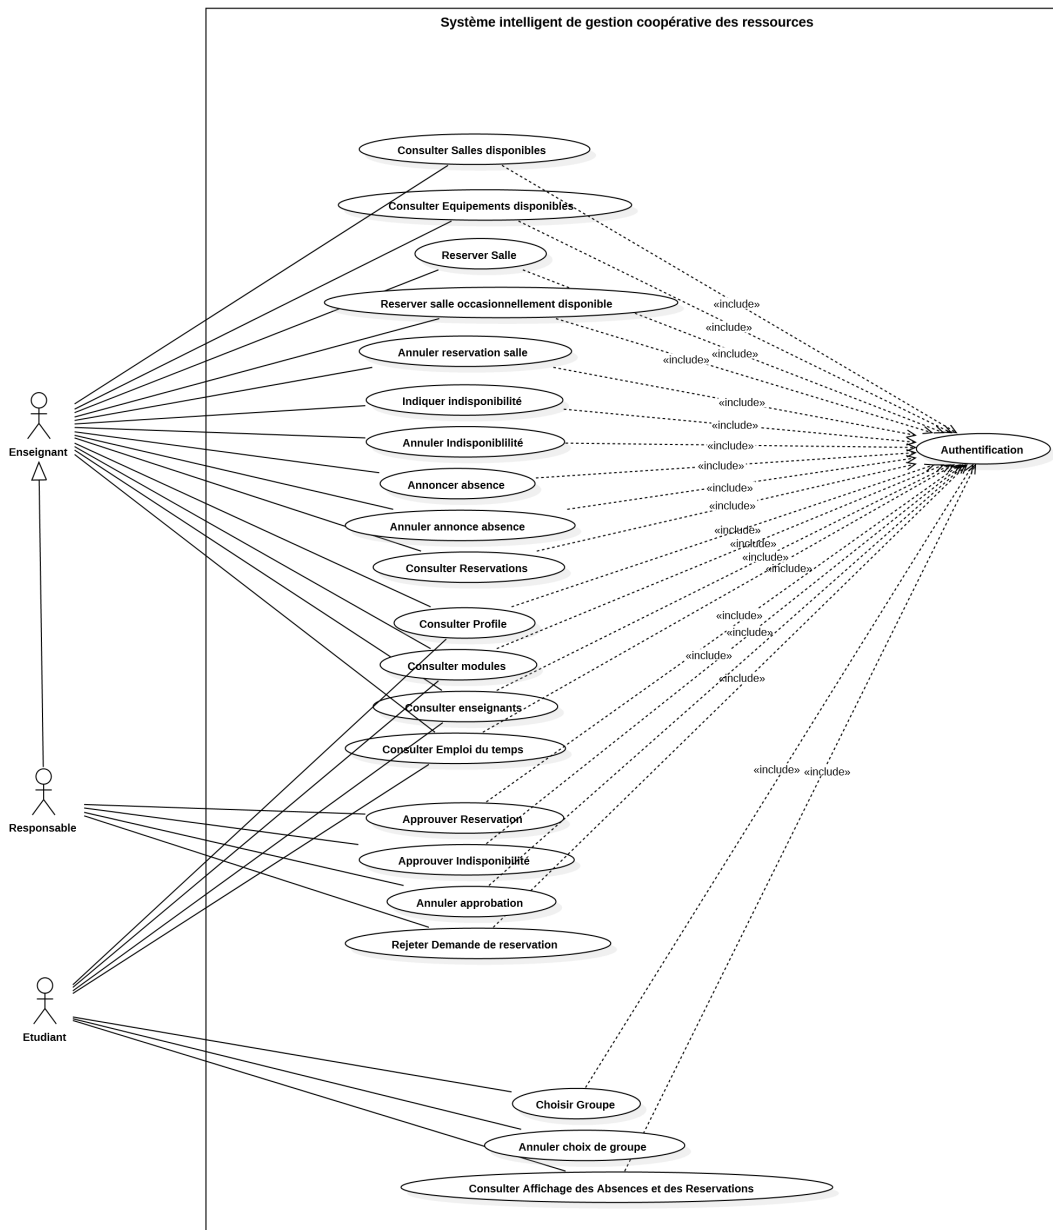 Système intelligent de gestion coopérative des ressources
Consulter Salles disponibles
Consulter Equipements disponibles
Reserver Salle
Reserver salle occasionnellement disponible
«include»
«include»
«include»
«include»
Annuler reservation salle
Indiquer indisponibilité
«include»
Annuler Indisponiblilité
«include»
Enseignant
«include»
Authentification
Annoncer absence
«include»
«include»
Annuler annonce absence
«include»
«include»
«include»
«include»
Consulter Reservations
«include»
Consulter Profile
«include»
«include»
Consulter modules
«include»
«include»
Consulter enseignants
Consulter Emploi du temps
«include»
«include»
Responsable
Approuver Reservation
Approuver Indisponibilité
Annuler approbation
Rejeter Demande de reservation
Etudiant
Choisir Groupe
Annuler choix de groupe
Consulter Affichage des Absences et des Reservations